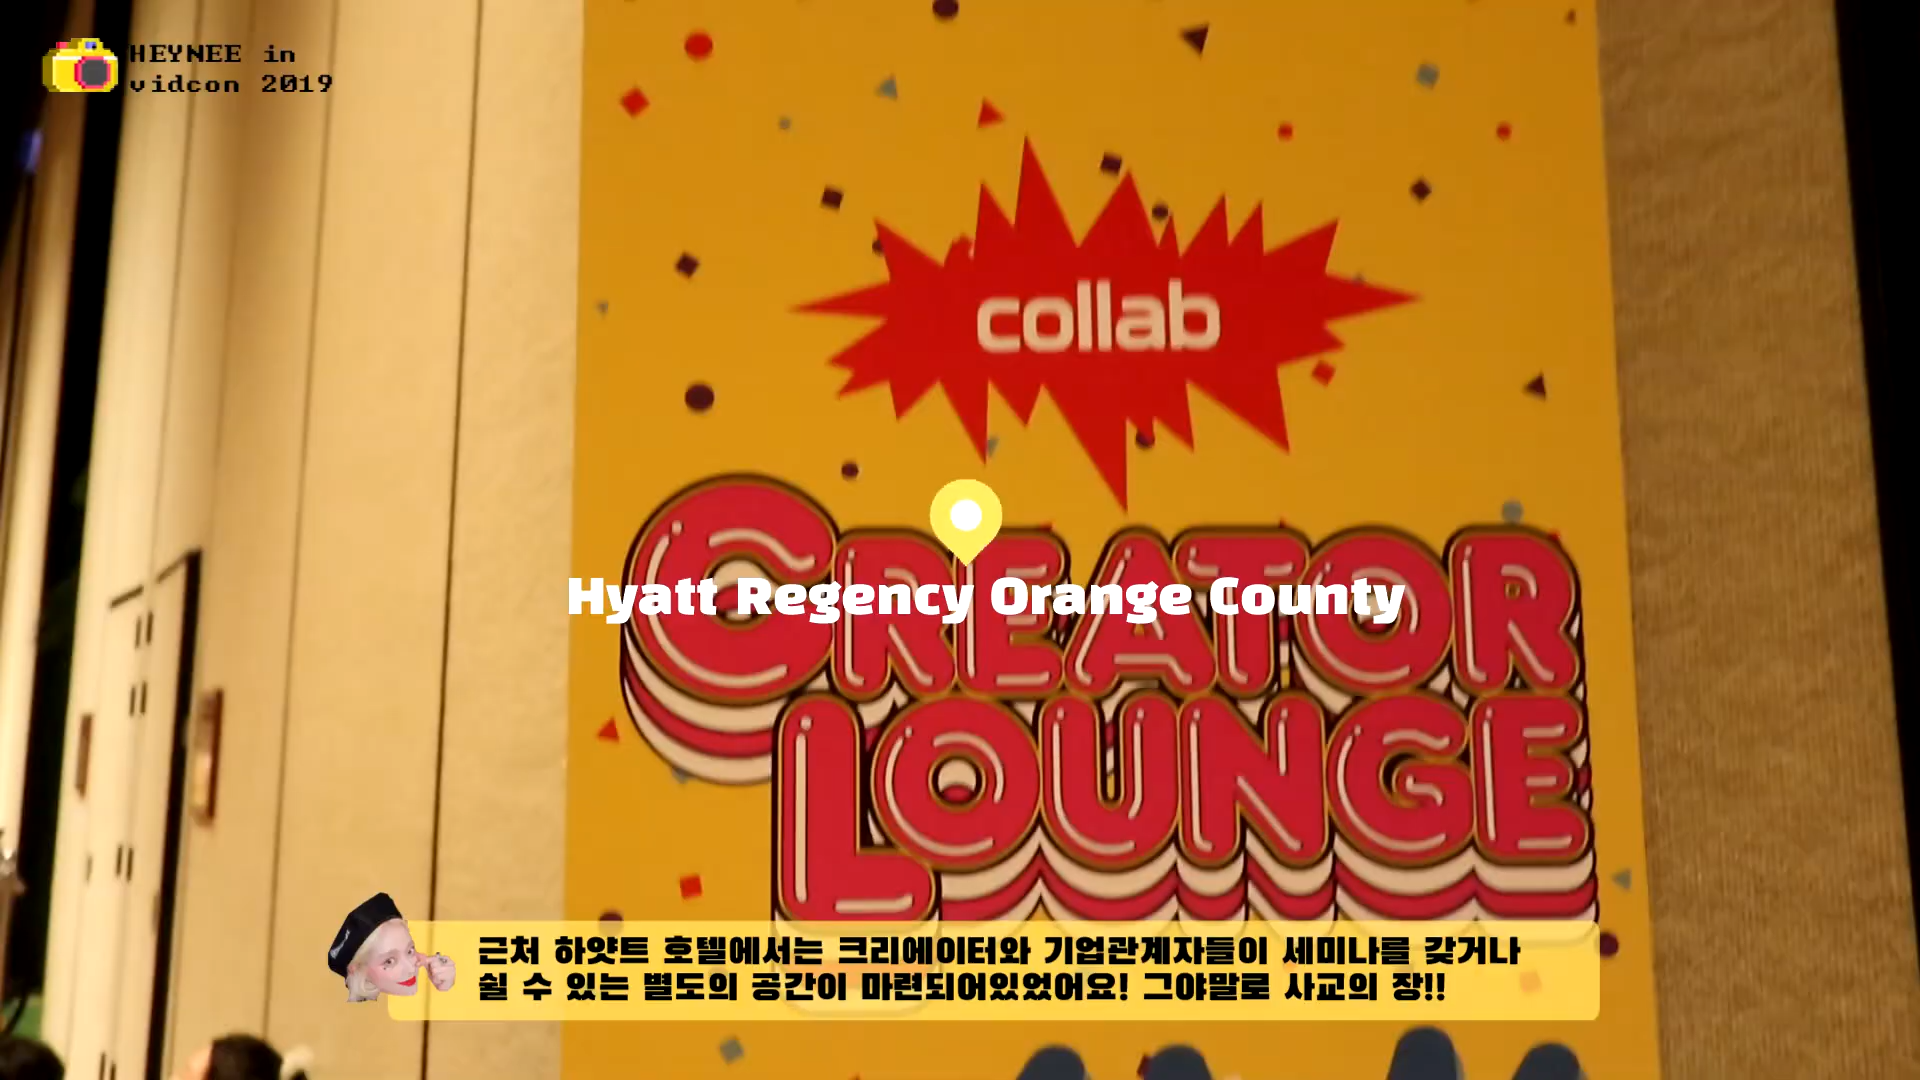 HEYNEE in
vidcon 2019
collab
CREATOR
LOUNGE
Hyatt Regency Orange County
근처 하얏트 호텔에서는 크리에이터와 기업관계자들이 세미나를 갖거나
쉴 수 있는 별도의 공간이 마련되어있었어요! 그야말로 사교의 장!!